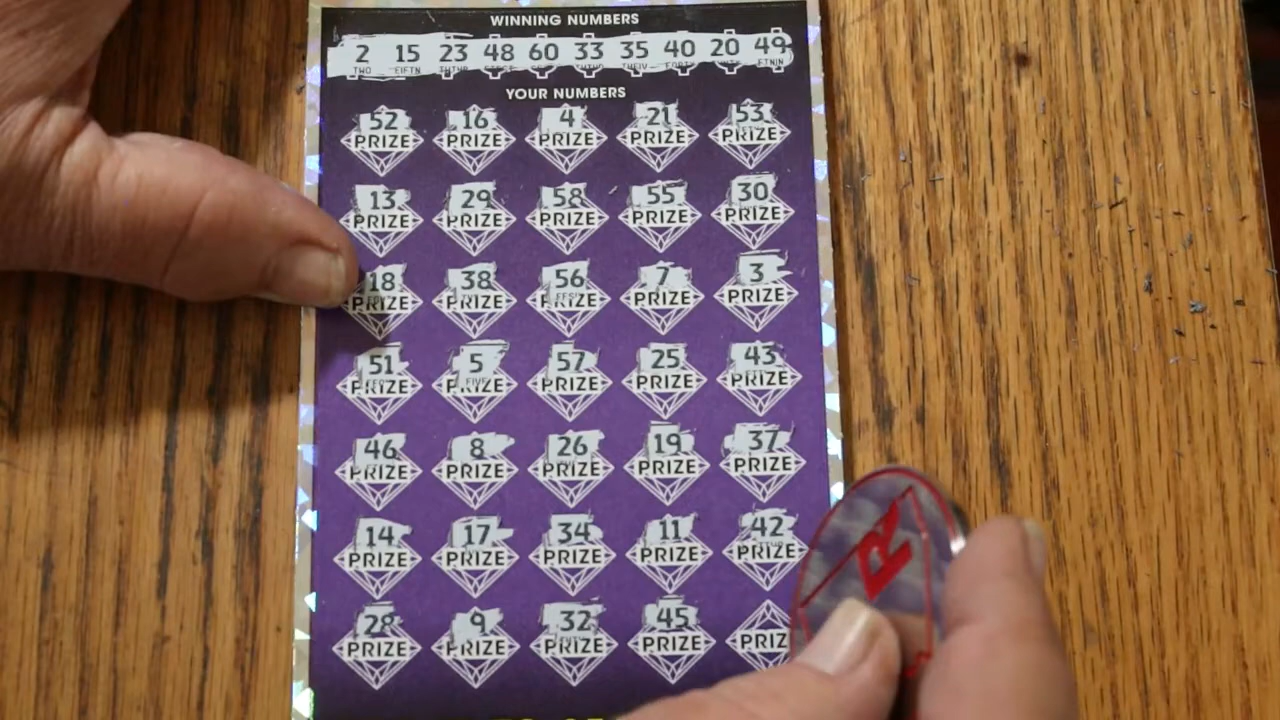 WINNING NUMBERS
2 15 23 48 60 33 35 40 20 49
TWO EIFTN
YOUR NUMBERS
52 16 4 21 53
PRIZE PRIZE PRIZE PRIZE PRIZE
13 29 58 55 30
PRIZE PRIZE PRIZE PRIZE PRIZE
18 38 56 7 3
PRIZE PRIZE PRIZE PRIZE PRIZE
51 5 57 25 43
FIVE
PRIZE PRIZE PRIZE PRIZE PRIZE
46 8 26 19 37
PRIZE PRIZE PRIZE PRIZE PRIZE
14 17 34 11 42
PRIZE PRIZE PRIZE PRIZE PRIZE
28 9 32 45
PRIZE PRIZE PRIZE PRIZE PRIZ
R